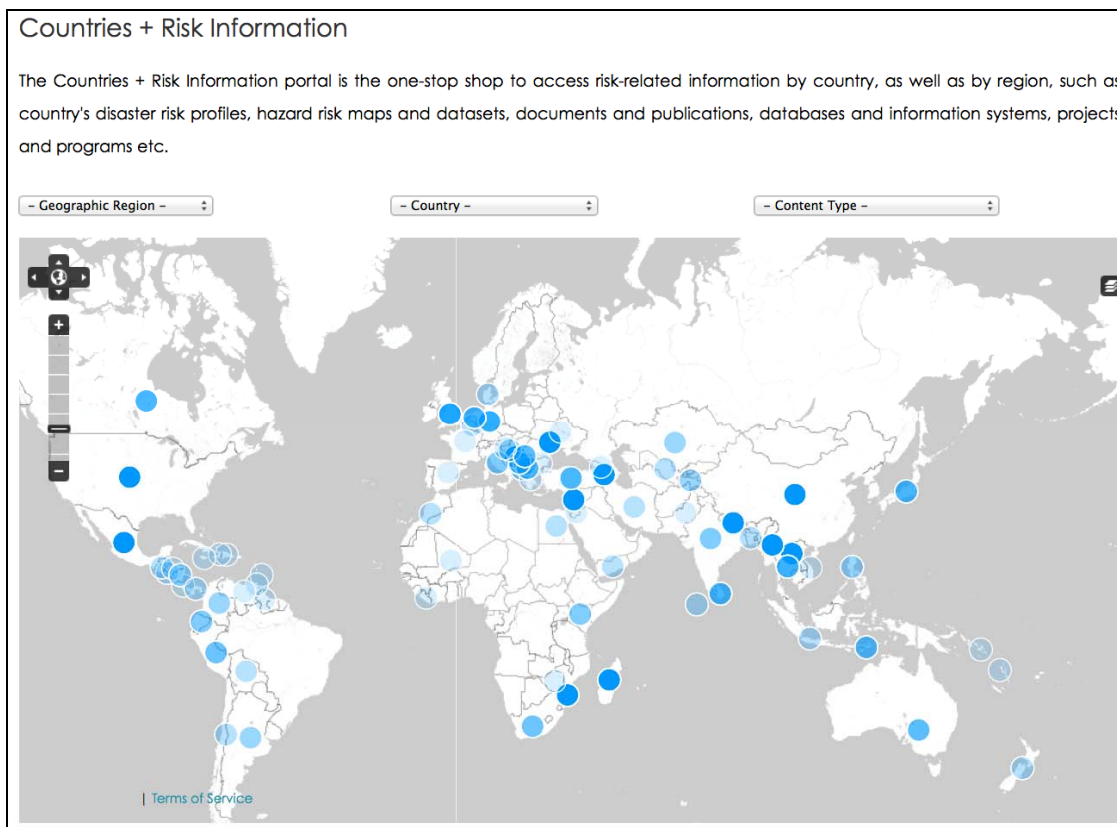 Countries + Risk Information
The Countries + Risk Information portal is the one-stop shop to access risk-related information by country, as well as by region, such as
country's disaster risk profiles, hazard risk maps and datasets, documents and publications, databases and information systems, projects
and programs etc.
– Geographic Region –
– Country –
– Content Type –
| Terms of Service